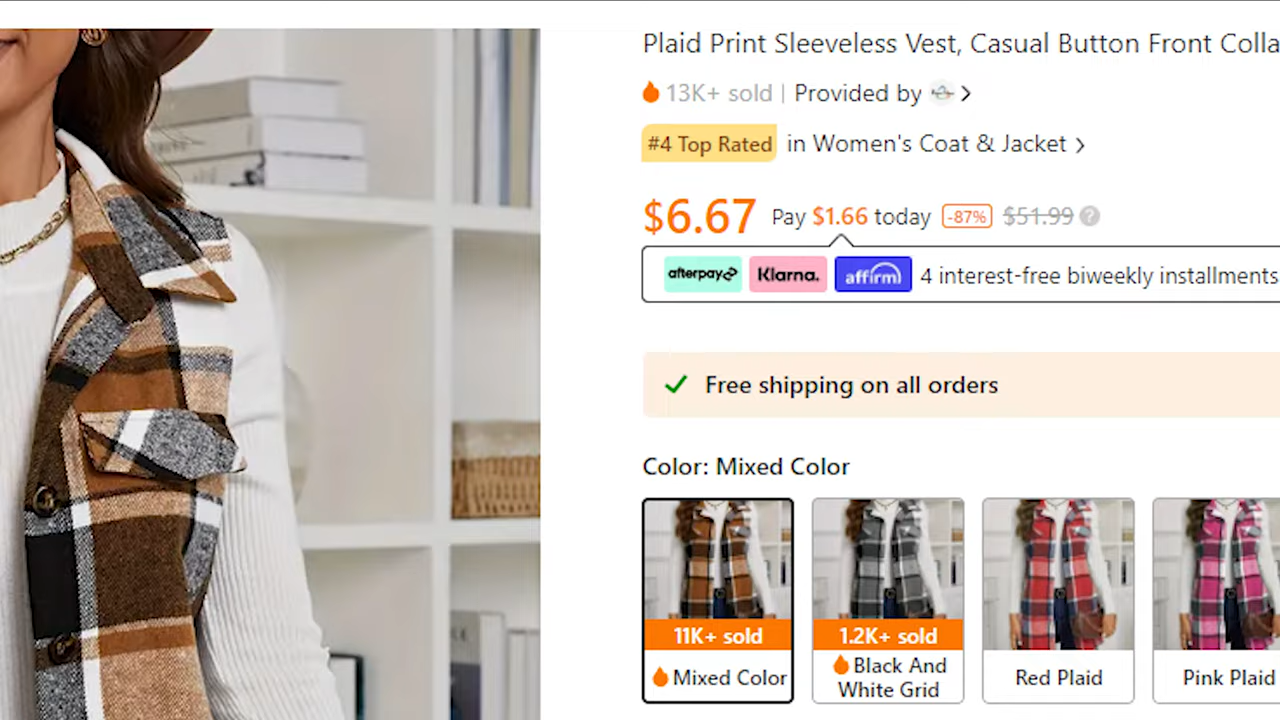 Plaid Print Sleeveless Vest, Casual Button Front Colla
13K+ sold | Provided by
#4 Top Rated in Women's Coat & Jacket
$6.67 Pay $1.66 today -87% $51.99 ?
afterpay Klarna. affirm 4 interest-free biweekly installments
Free shipping on all orders
Color: Mixed Color
11K+ sold
Mixed Color
1.2K+ sold
Black And
White Grid
Red Plaid
Pink Plaid